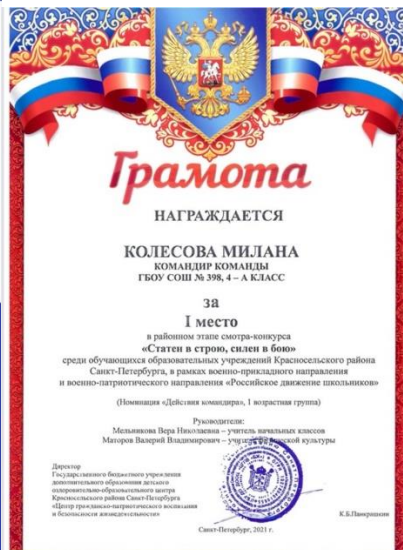 Грамота
НАГРАЖДАЕТСЯ
КОЛЕСОВА МИЛАНА
КОМАНДИР КОМАНДЫ
ГБОУ СОШ № 398, 4 – А КЛАСС
за
I место
в районном этапе смотра-конкурса
«Статен в строю, силен в бою»
среди обучающихся образовательных учреждений Красносельского района
Санкт-Петербурга, в рамках военно-прикладного направления
и военно-патриотического направления «Российское движение школьников»
(Номинация «Действия командира», 1 возрастная группа)
Руководители:
Мельникова Вера Николаевна – учитель начальных классов
Маторов Валерий Владимирович – учитель физической культуры
Директор
Государственного бюджетного учреждения
дополнительного образования детского
оздоровительно-образовательного центра
Красносельского района Санкт-Петербурга
«Центр гражданско-патриотического воспитания
и безопасности жизнедеятельности»
К.Б.Панкрашкин
Санкт-Петербург, 2021 г.